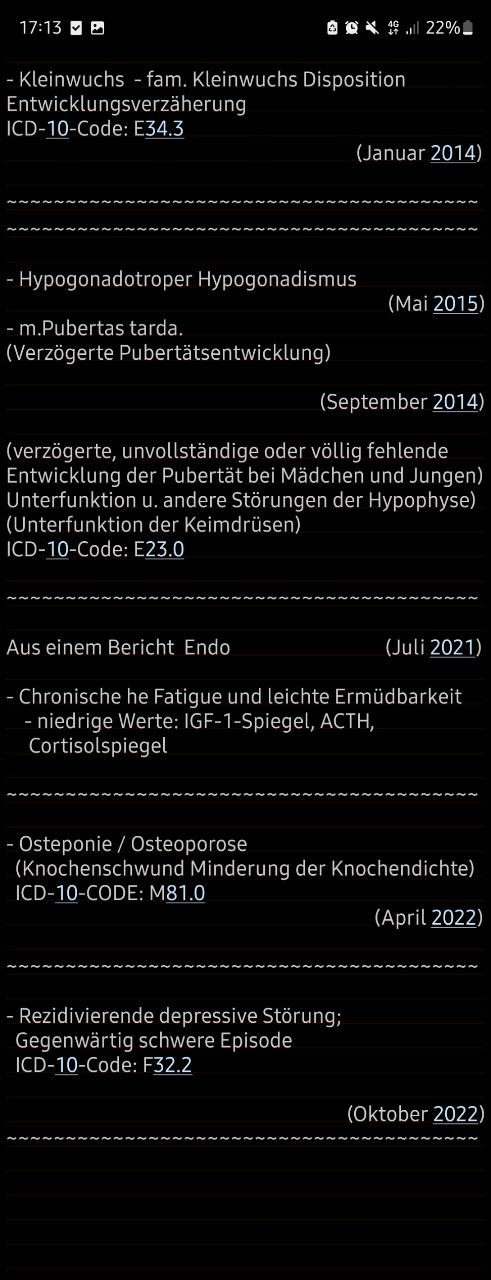 17:13 4G 22%
- Kleinwuchs - fam. Kleinwuchs Disposition
Entwicklungsverzäherung
ICD-10-Code: E34.3
(Januar 2014)
~~~~~~~~~~~~~~~~~~~~~~~~~~~~~~~~~~~~~~~
~~~~~~~~~~~~~~~~~~~~~~~~~~~~~~~~~~~~~~~
- Hypogonadotroper Hypogonadismus
(Mai 2015)
- m.Pubertas tarda.
(Verzögerte Pubertätsentwicklung)
(September 2014)
(verzögerte, unvollständige oder völlig fehlende
Entwicklung der Pubertät bei Mädchen und Jungen)
Unterfunktion u. andere Störungen der Hypophyse)
(Unterfunktion der Keimdrüsen)
ICD-10-Code: E23.0
~~~~~~~~~~~~~~~~~~~~~~~~~~~~~~~~~~~~~~~
Aus einem Bericht Endo (Juli 2021)
- Chronische he Fatigue und leichte Ermüdbarkeit
- niedrige Werte: IGF-1-Spiegel, ACTH,
Cortisolspiegel
~~~~~~~~~~~~~~~~~~~~~~~~~~~~~~~~~~~~~~~
- Osteponie / Osteoporose
(Knochenschwund Minderung der Knochendichte)
ICD-10-CODE: M81.0
(April 2022)
~~~~~~~~~~~~~~~~~~~~~~~~~~~~~~~~~~~~~~~
- Rezidivierende depressive Störung;
Gegenwärtig schwere Episode
ICD-10-Code: F32.2
(Oktober 2022)
~~~~~~~~~~~~~~~~~~~~~~~~~~~~~~~~~~~~~~~